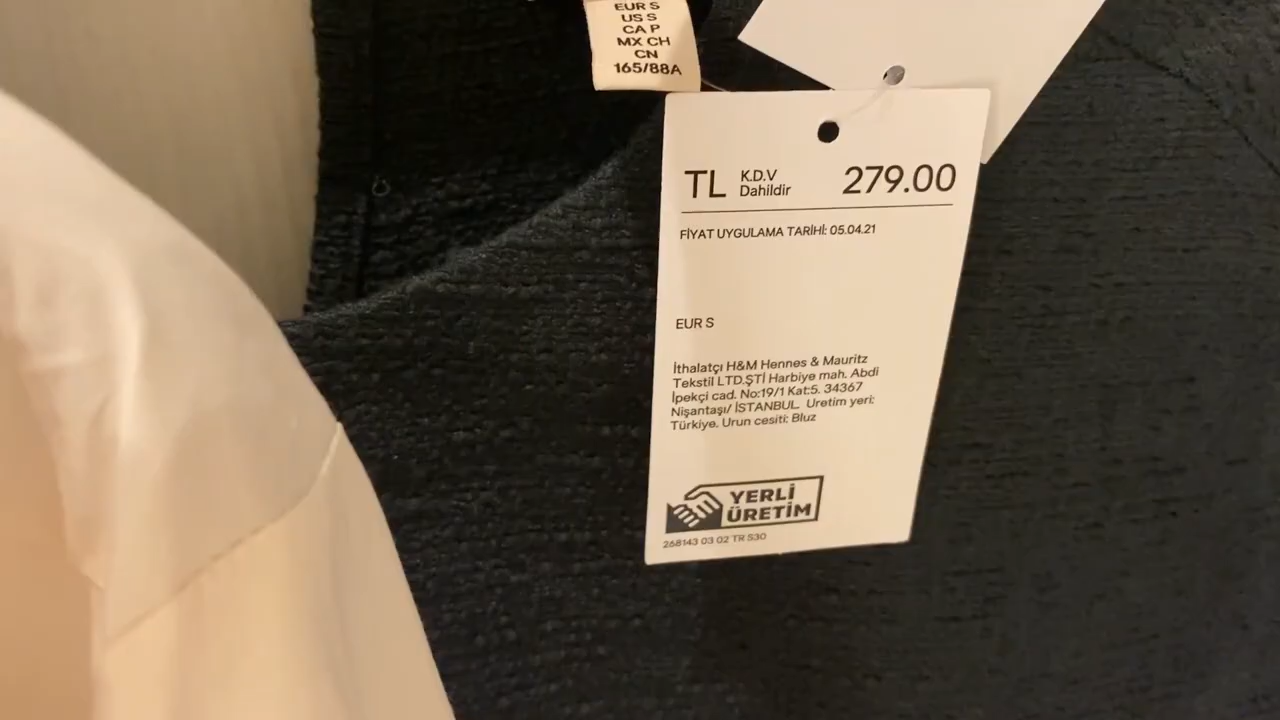 EUR S
US S
CA P
MX CH
CN
165/88A
TL K.D.V Dahildir 279.00
FİYAT UYGULAMA TARİHİ: 05.04.21
EUR S
İthalatçı H&M Hennes & Mauritz
Tekstil LTD.ŞTİ Harbiye mah. Abdi
İpekçi cad. No:19/1 Kat:5. 34367
Nişantaşı/ İSTANBUL. Uretim yeri:
Türkiye. Urun cesiti: Bluz
YERLİ
ÜRETİM
268143 03 02 TR S30